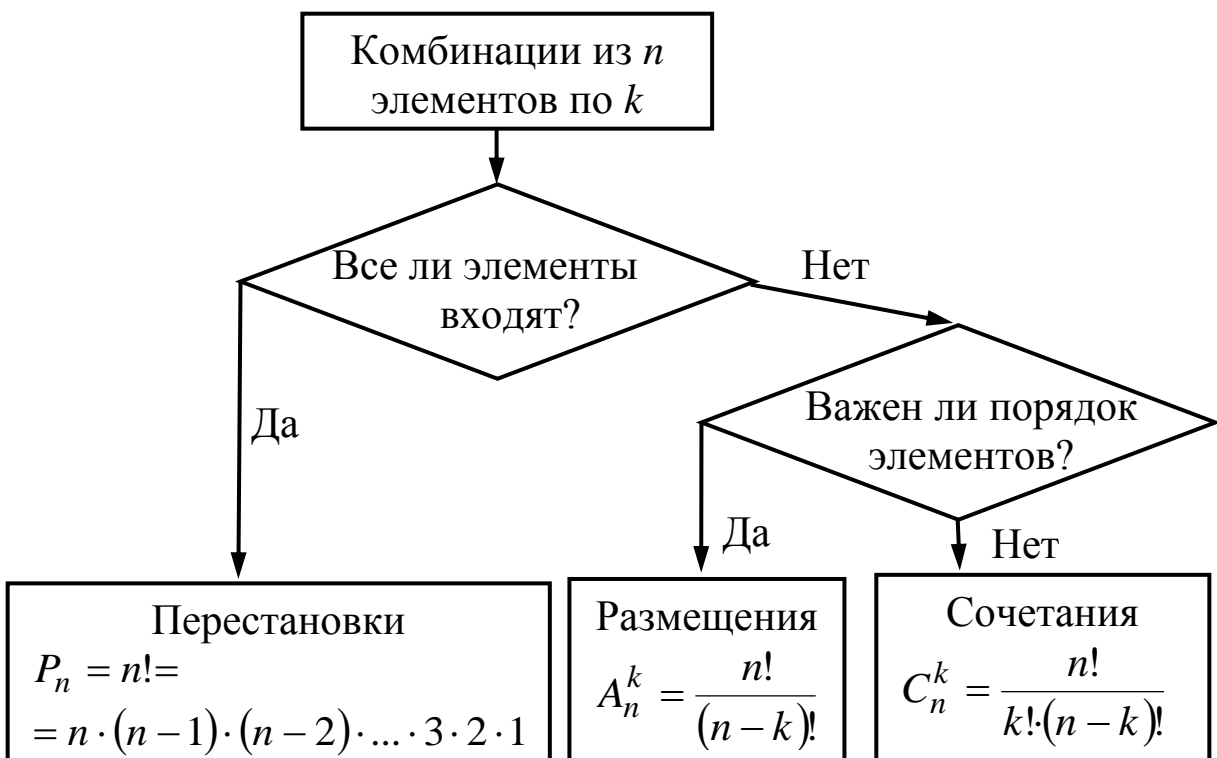 Комбинации из n
элементов по k
Все ли элементы
входят?
Нет
Да
Важен ли порядок
элементов?
Да
Нет
Перестановки
P_n = n!=
= n · (n − 1) · (n − 2) · ... · 3 · 2 · 1
Размещения
A_n^k = n! / (n − k)!
Сочетания
C_n^k = n! / k!·(n − k)!